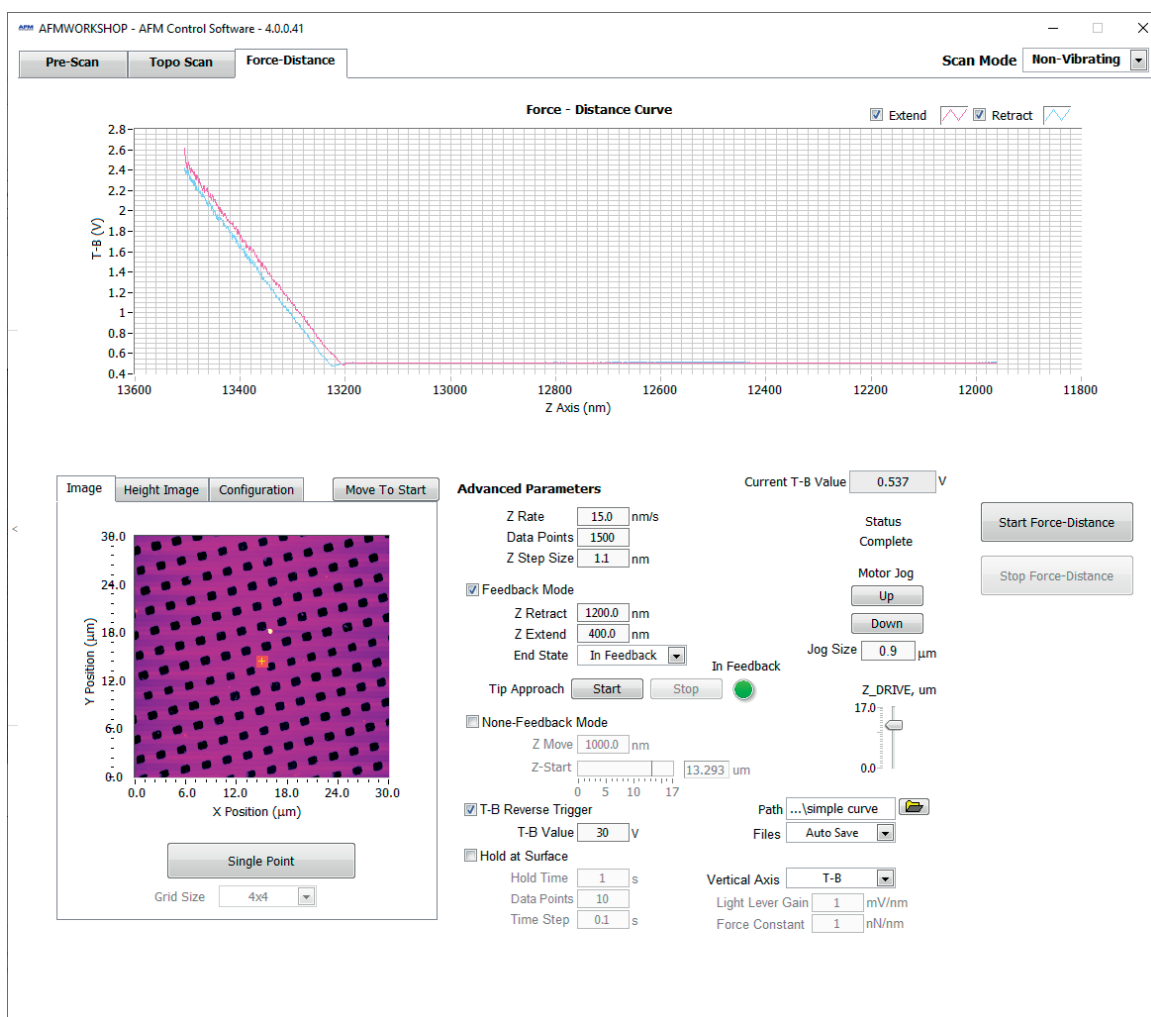 AFM AFMWORKSHOP - AFM Control Software - 4.0.0.41
Pre-Scan Topo Scan Force-Distance Scan Mode Non-Vibrating
Force - Distance Curve
Extend Retract
2.8
2.6
2.4
2.2
2
1.8
1.6
1.4
1.2
1
0.8
0.6
0.4
T-B (V)
13600 13400 13200 13000 12800 12600 12400 12200 12000 11800
Z Axis (nm)
Image Height Image Configuration Move To Start
30.0
24.0
18.0
12.0
6.0
0.0
Y Position (µm)
0.0 6.0 12.0 18.0 24.0 30.0
X Position (µm)
Single Point
Grid Size 4x4
Advanced Parameters
Z Rate 15.0 nm/s
Data Points 1500
Z Step Size 1.1 nm
Feedback Mode
Z Retract 1200.0 nm
Z Extend 400.0 nm
End State In Feedback
In Feedback
Tip Approach Start Stop
None-Feedback Mode
Z Move 1000.0 nm
Z-Start 13.293 um
0 5 10 17
T-B Reverse Trigger
T-B Value 30 V
Hold at Surface
Hold Time 1 s
Data Points 10
Time Step 0.1 s
Current T-B Value 0.537 V
Status
Complete
Motor Jog
Up
Down
Jog Size 0.9 µm
Z_DRIVE, um
17.0
0.0
Path ...\simple curve
Files Auto Save
Vertical Axis T-B
Light Lever Gain 1 mV/nm
Force Constant 1 nN/nm
Start Force-Distance
Stop Force-Distance